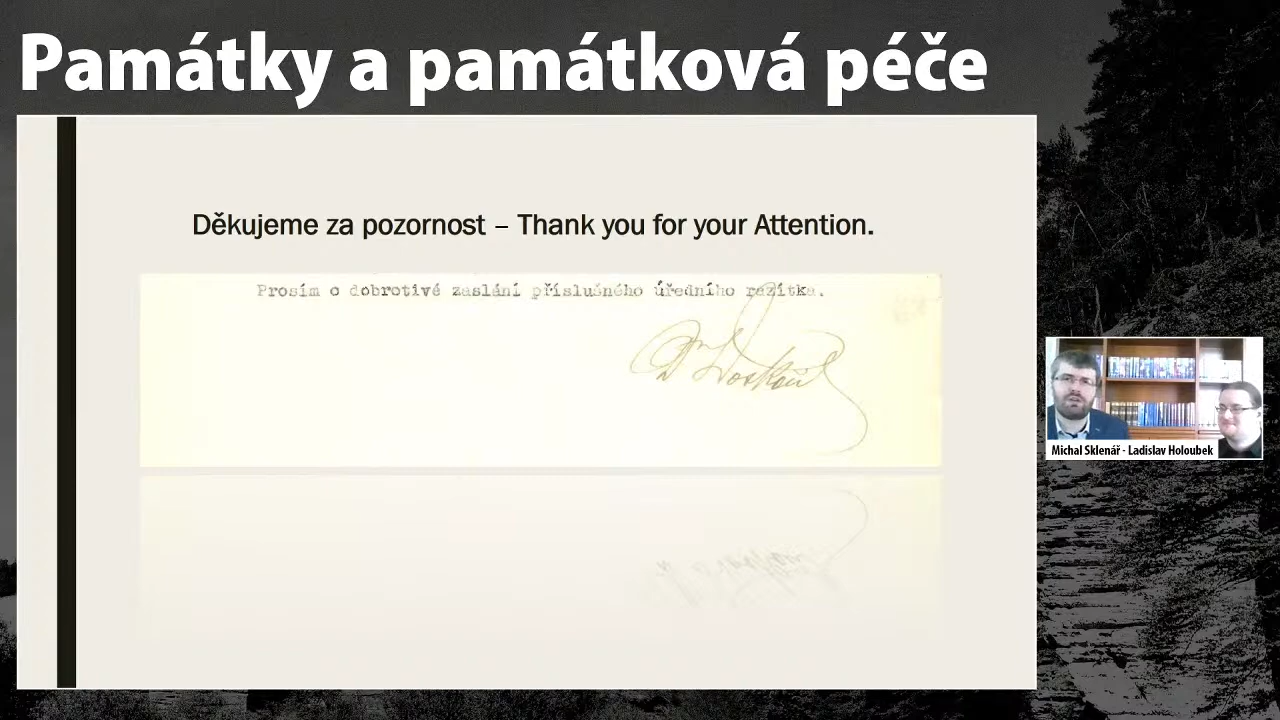 Památky a památková péče
Děkujeme za pozornost – Thank you for your Attention.
Prosím o dobrotivé zaslání příslušného úředního razítka.
Michal Sklenář - Ladislav Holoubek